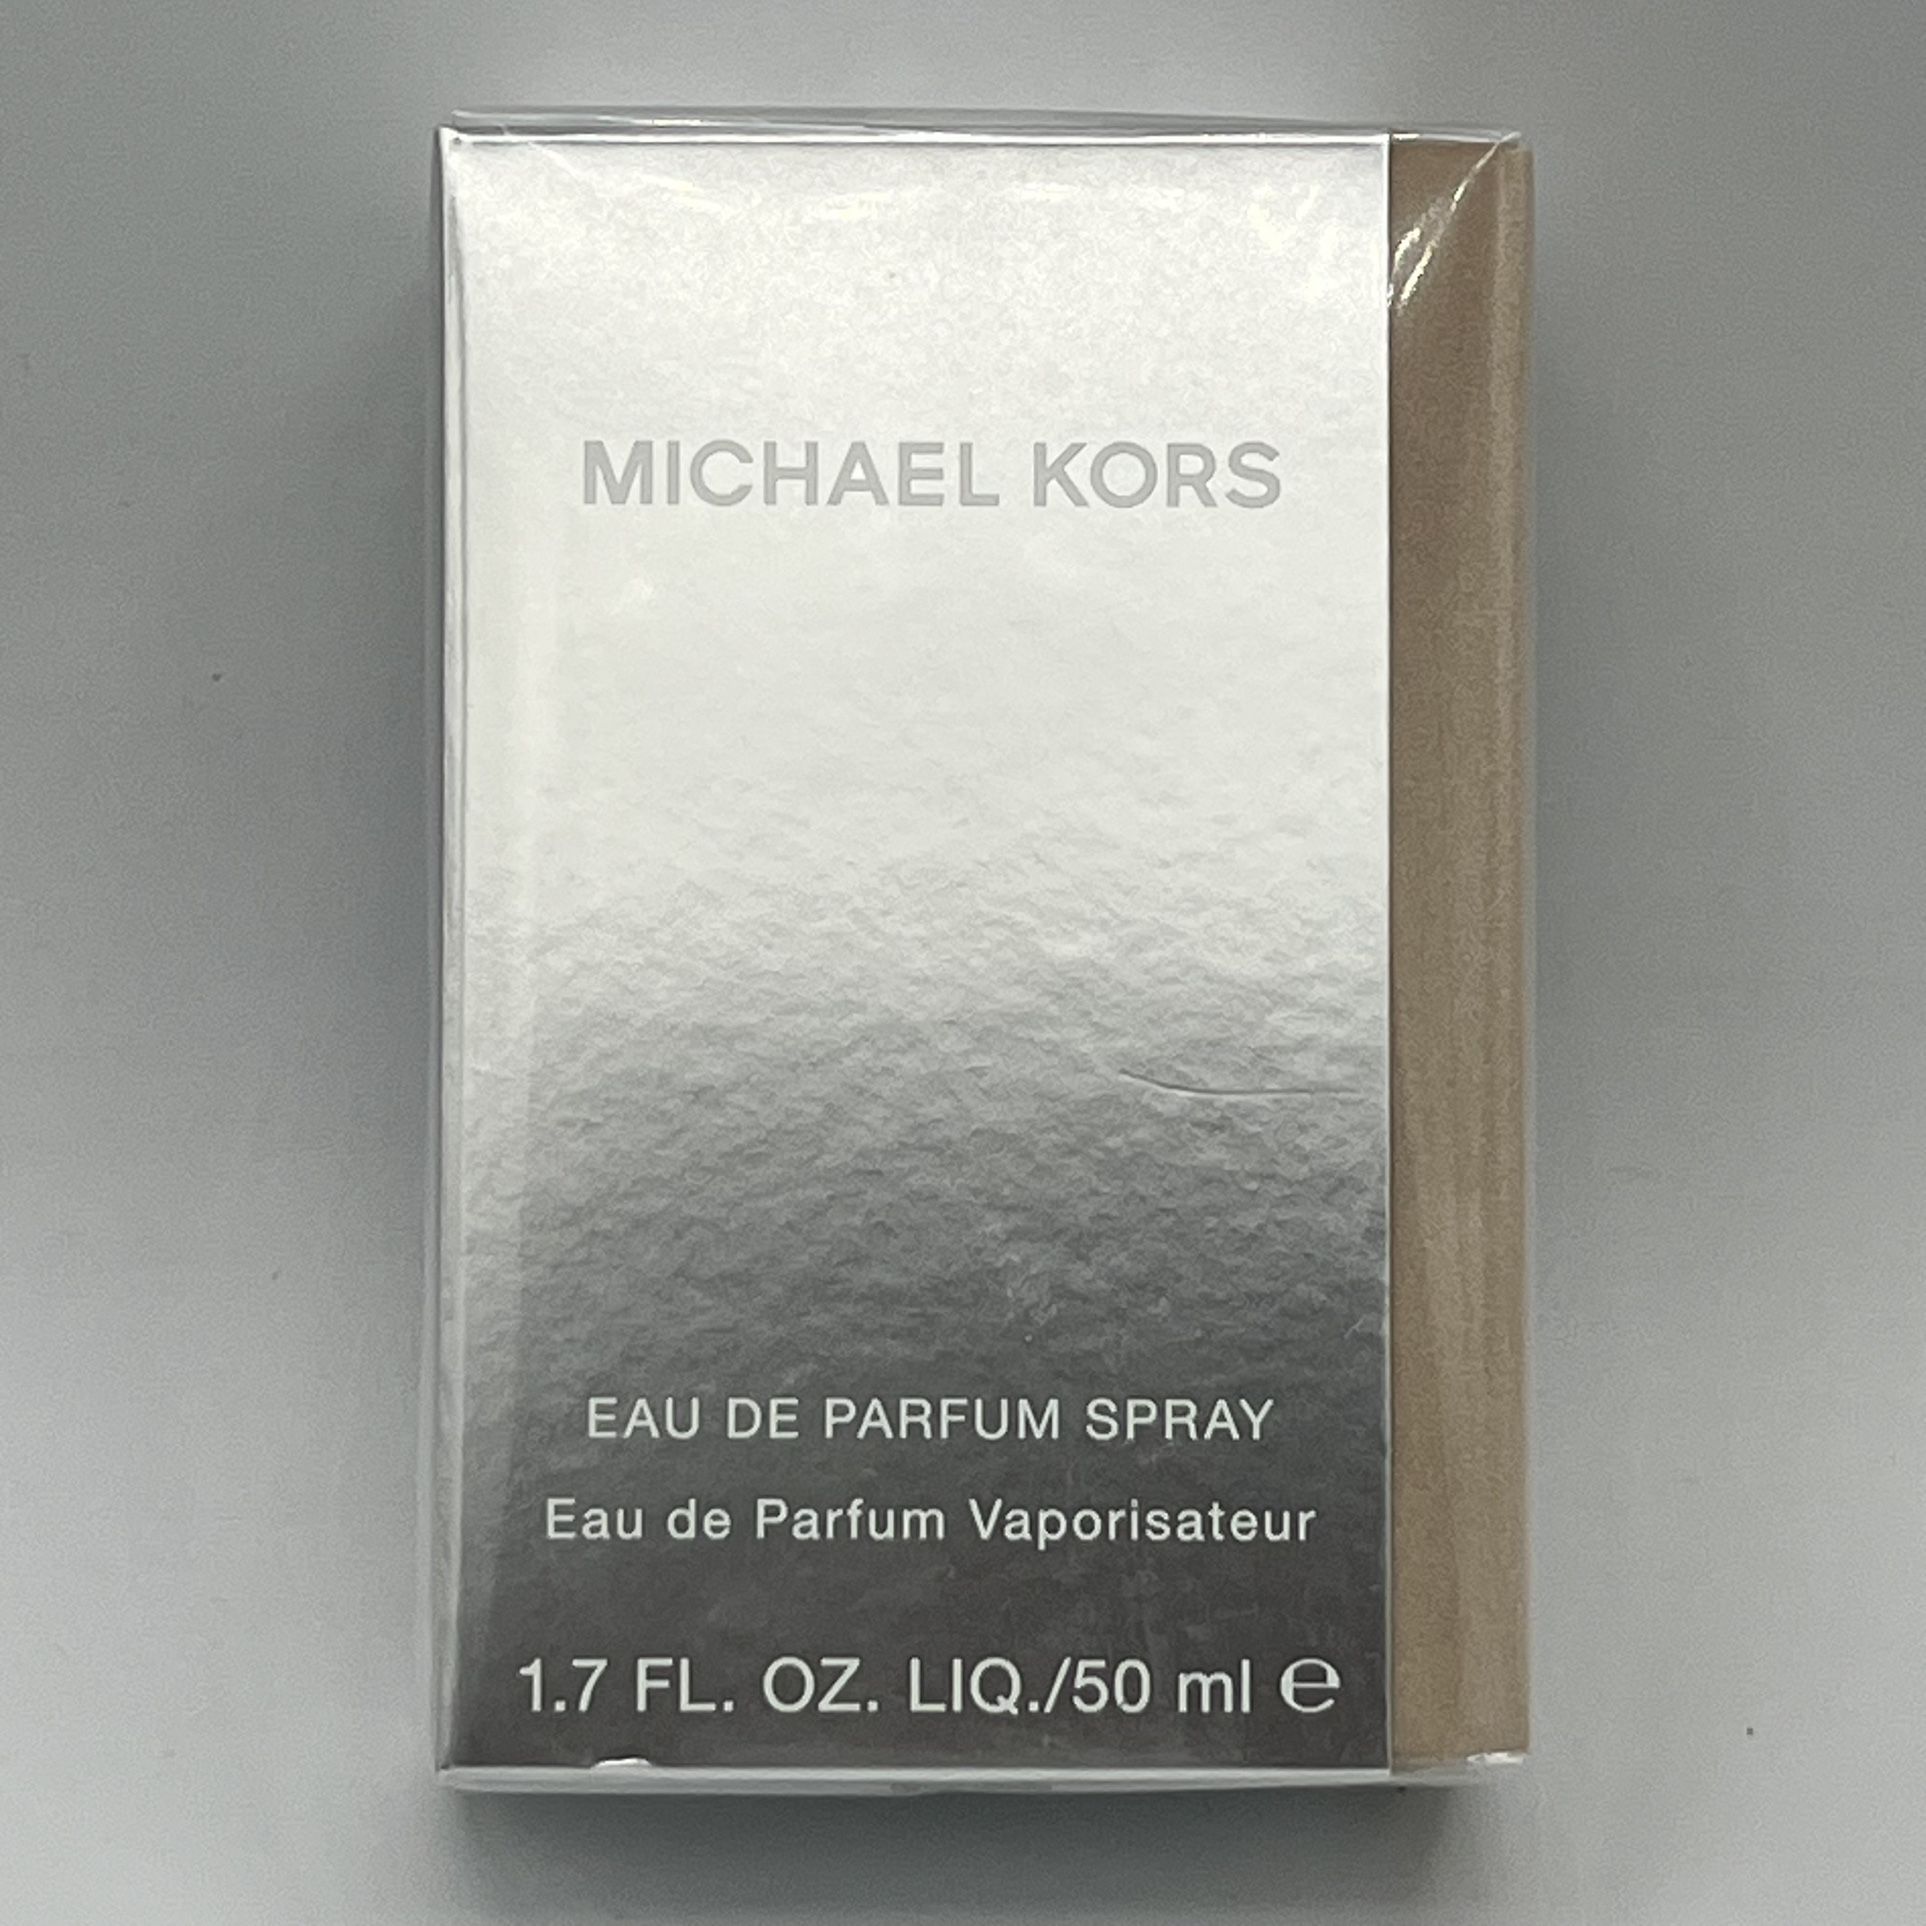 MICHAEL KORS
EAU DE PARFUM SPRAY
Eau de Parfum Vaporisateur
1.7 FL. OZ. LIQ./50 ml ℮